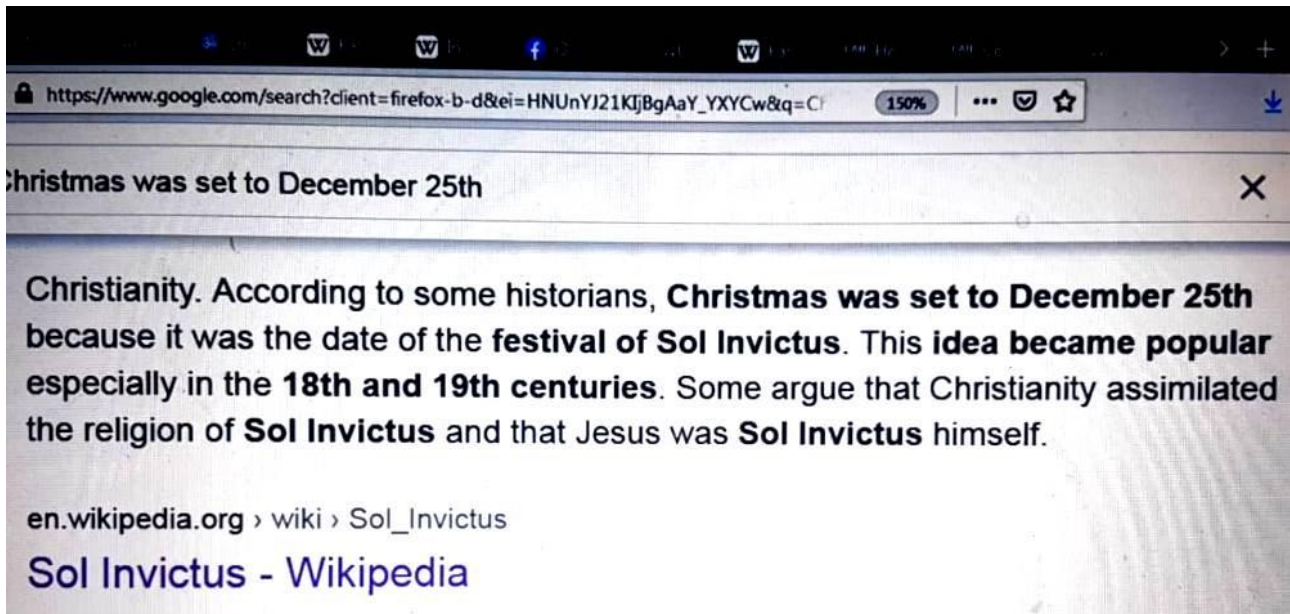 https://www.google.com/search?client=firefox-b-d&ei=HNUnYJ21KIjBgAaY_YXYCw&q=C
150%
hristmas was set to December 25th
Christianity. According to some historians, Christmas was set to December 25th
because it was the date of the festival of Sol Invictus. This idea became popular
especially in the 18th and 19th centuries. Some argue that Christianity assimilated
the religion of Sol Invictus and that Jesus was Sol Invictus himself.
en.wikipedia.org › wiki › Sol_Invictus
Sol Invictus - Wikipedia